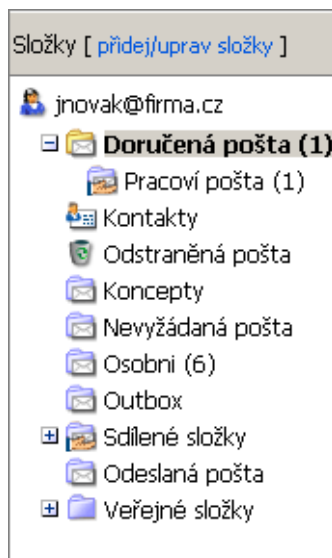 Složky [ přidej/uprav složky ]
jnovak@firma.cz
Doručená pošta (1)
Pracoví pošta (1)
Kontakty
Odstraněná pošta
Koncepty
Nevyžádaná pošta
Osobni (6)
Outbox
Sdílené složky
Odeslaná pošta
Veřejné složky